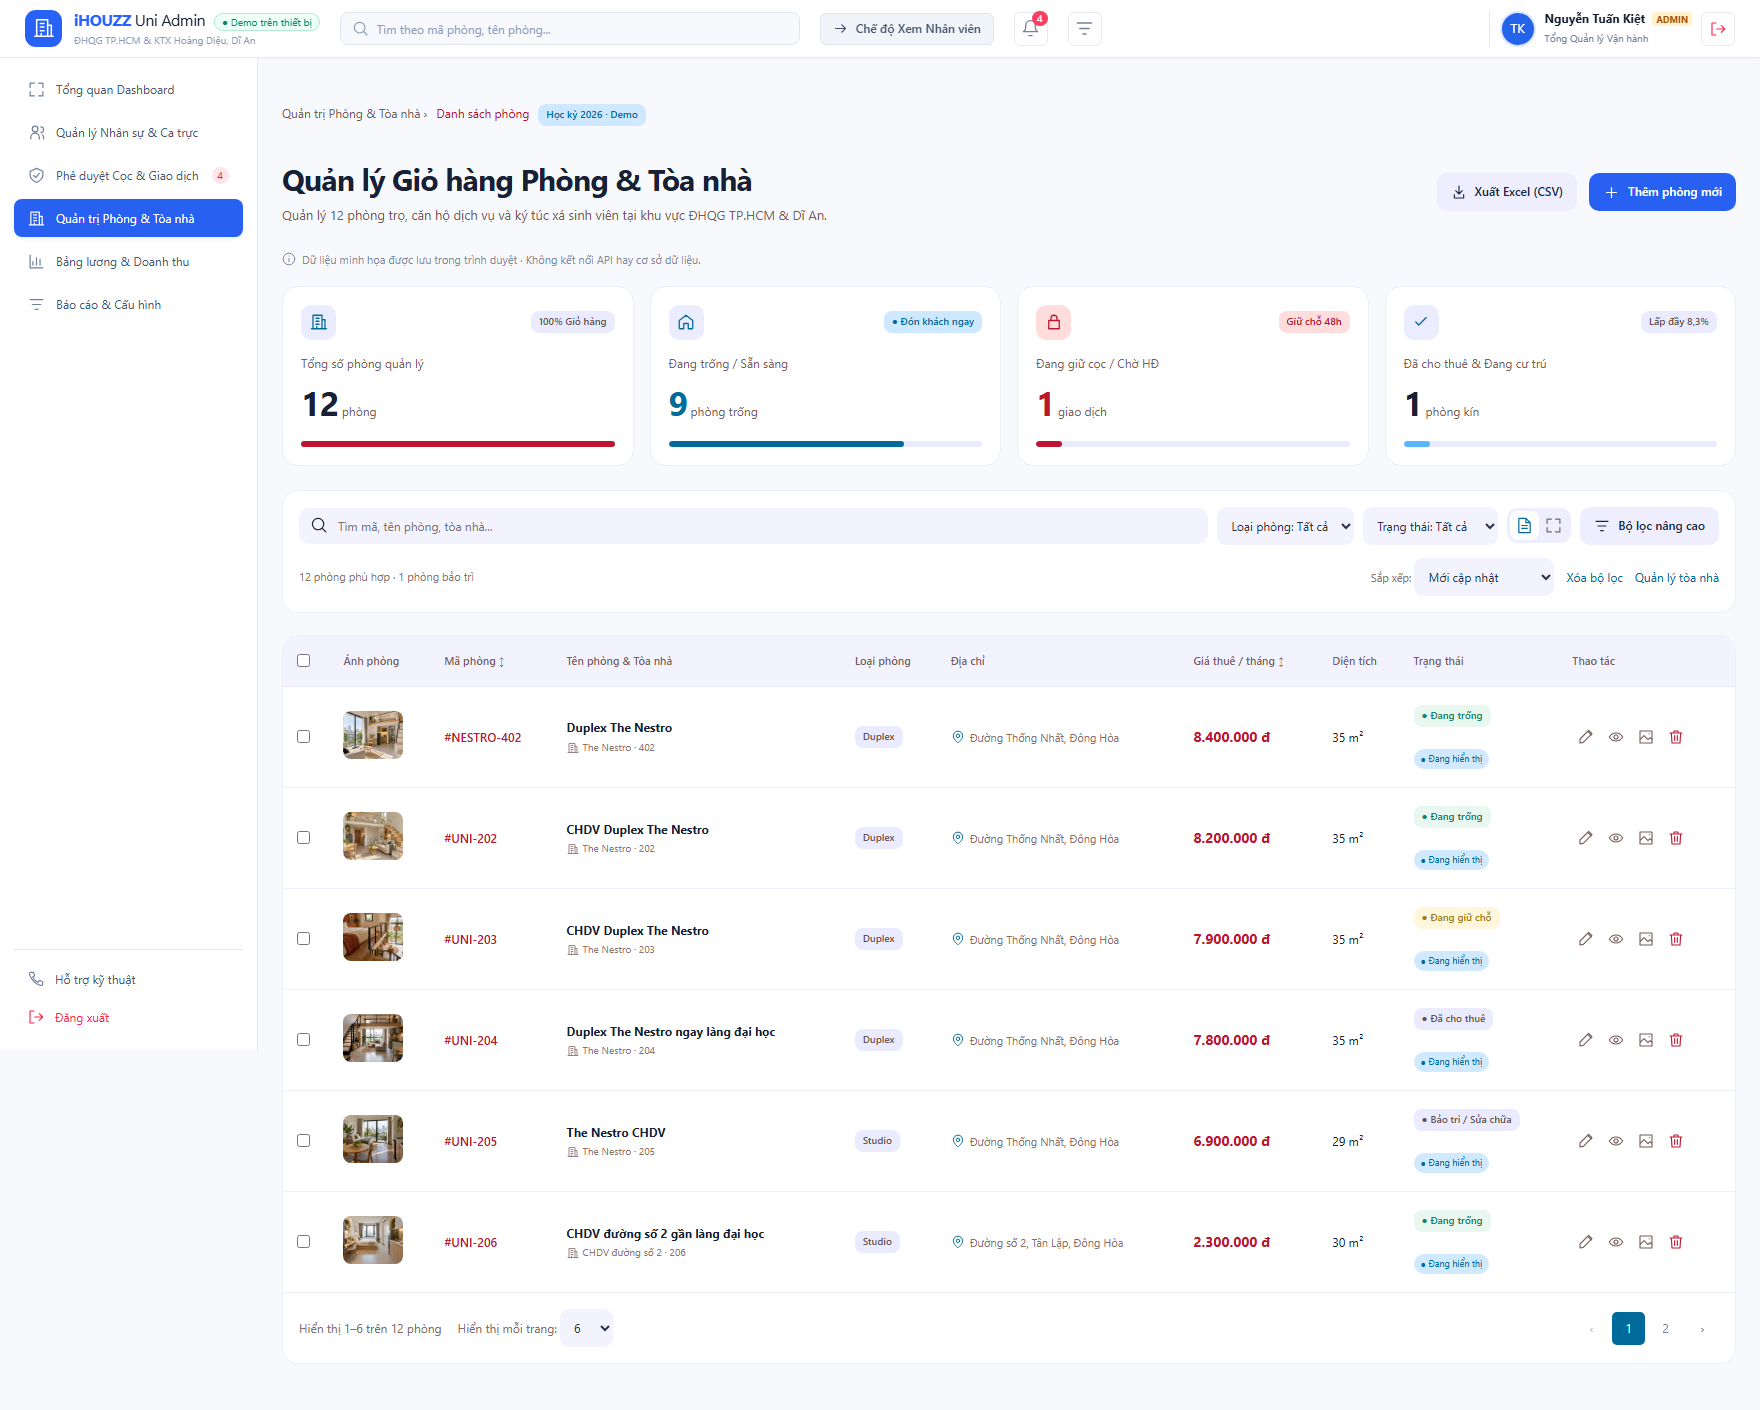 iHOUZZ Uni Admin
• Demo trên thiết bị
ĐHQG TP.HCM & KTX Hoàng Diệu, Dĩ An
Tìm theo mã phòng, tên phòng...
Chế độ Xem Nhân viên
4
TK
Nguyễn Tuấn Kiệt ADMIN
Tổng Quản lý Vận hành
Tổng quan Dashboard
Quản lý Nhân sự & Ca trực
Phê duyệt Cọc & Giao dịch 4
Quản trị Phòng & Tòa nhà
Bảng lương & Doanh thu
Báo cáo & Cấu hình
Hỗ trợ kỹ thuật
Đăng xuất
Quản trị Phòng & Tòa nhà › Danh sách phòng Học kỳ 2026 · Demo
Quản lý Giỏ hàng Phòng & Tòa nhà
Quản lý 12 phòng trọ, căn hộ dịch vụ và ký túc xá sinh viên tại khu vực ĐHQG TP.HCM & Dĩ An.
Xuất Excel (CSV)
Thêm phòng mới
Dữ liệu minh họa được lưu trong trình duyệt · Không kết nối API hay cơ sở dữ liệu.
100% Giỏ hàng
Tổng số phòng quản lý
12 phòng
• Đón khách ngay
Đang trống / Sẵn sàng
9 phòng trống
Giữ chỗ 48h
Đang giữ cọc / Chờ HĐ
1 giao dịch
Lấp đầy 8,3%
Đã cho thuê & Đang cư trú
1 phòng kín
Tìm mã, tên phòng, tòa nhà...
Loại phòng: Tất cả
Trạng thái: Tất cả
Bộ lọc nâng cao
12 phòng phù hợp · 1 phòng bảo trì
Sắp xếp: Mới cập nhật
Xóa bộ lọc
Quản lý tòa nhà
Ảnh phòng Mã phòng ↕ Tên phòng & Tòa nhà Loại phòng Địa chỉ Giá thuê / tháng ↕ Diện tích Trạng thái Thao tác
#NESTRO-402
Duplex The Nestro
The Nestro · 402
Duplex
Đường Thống Nhất, Đông Hòa
8.400.000 đ
35 m²
• Đang trống
• Đang hiển thị
#UNI-202
CHDV Duplex The Nestro
The Nestro · 202
Duplex
Đường Thống Nhất, Đông Hòa
8.200.000 đ
35 m²
• Đang trống
• Đang hiển thị
#UNI-203
CHDV Duplex The Nestro
The Nestro · 203
Duplex
Đường Thống Nhất, Đông Hòa
7.900.000 đ
35 m²
• Đang giữ chỗ
• Đang hiển thị
#UNI-204
Duplex The Nestro ngay làng đại học
The Nestro · 204
Duplex
Đường Thống Nhất, Đông Hòa
7.800.000 đ
35 m²
• Đã cho thuê
• Đang hiển thị
#UNI-205
The Nestro CHDV
The Nestro · 205
Studio
Đường Thống Nhất, Đông Hòa
6.900.000 đ
29 m²
• Bảo trì / Sửa chữa
• Đang hiển thị
#UNI-206
CHDV đường số 2 gần làng đại học
CHDV đường số 2 · 206
Studio
Đường số 2, Tân Lập, Đông Hòa
2.300.000 đ
30 m²
• Đang trống
• Đang hiển thị
Hiển thị 1–6 trên 12 phòng Hiển thị mỗi trang: 6
‹ 1 2 ›